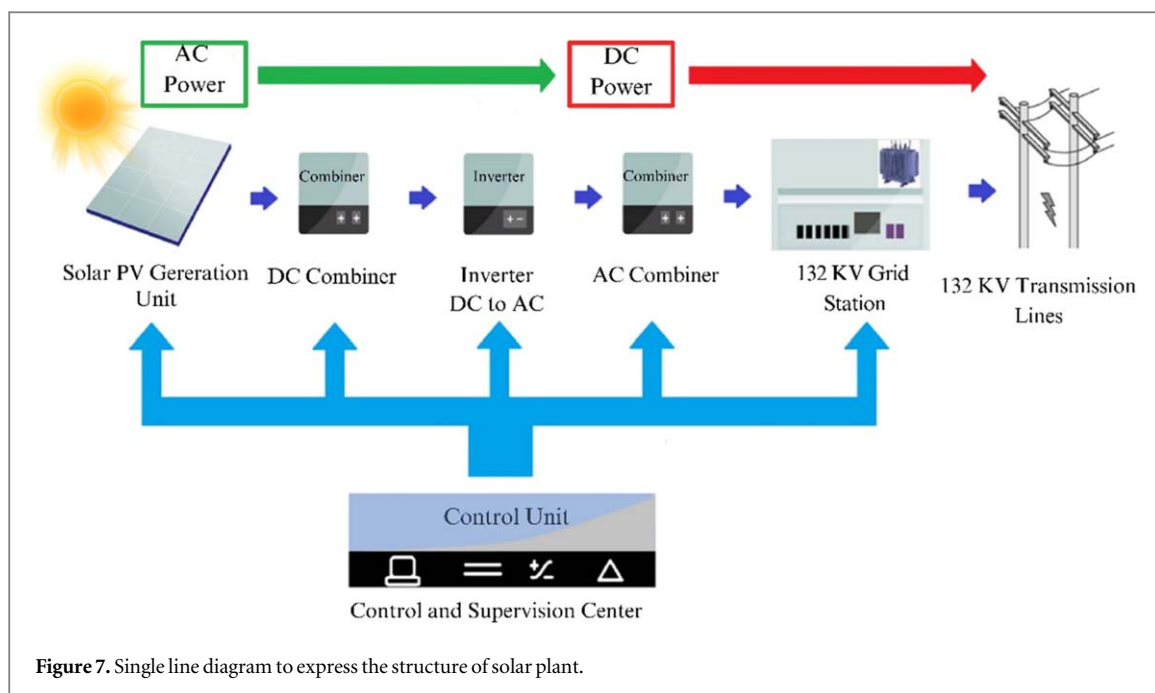 AC
Power
DC
Power
Combiner
Inverter
Combiner
Solar PV Gereration
Unit
DC Combiner
Inverter
DC to AC
AC Combiner
132 KV Grid
Station
132 KV Transmission
Lines
Control Unit
Control and Supervision Center
Figure 7. Single line diagram to express the structure of solar plant.